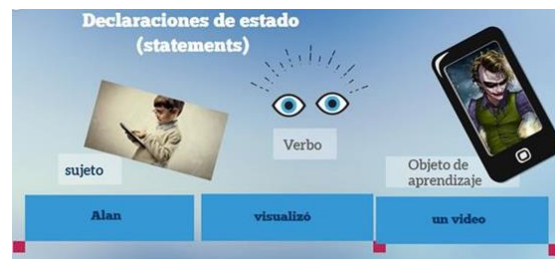 Declaraciones de estado
(statements)
Verbo
sujeto
Objeto de
aprendizaje
Alan
visualizó
un video